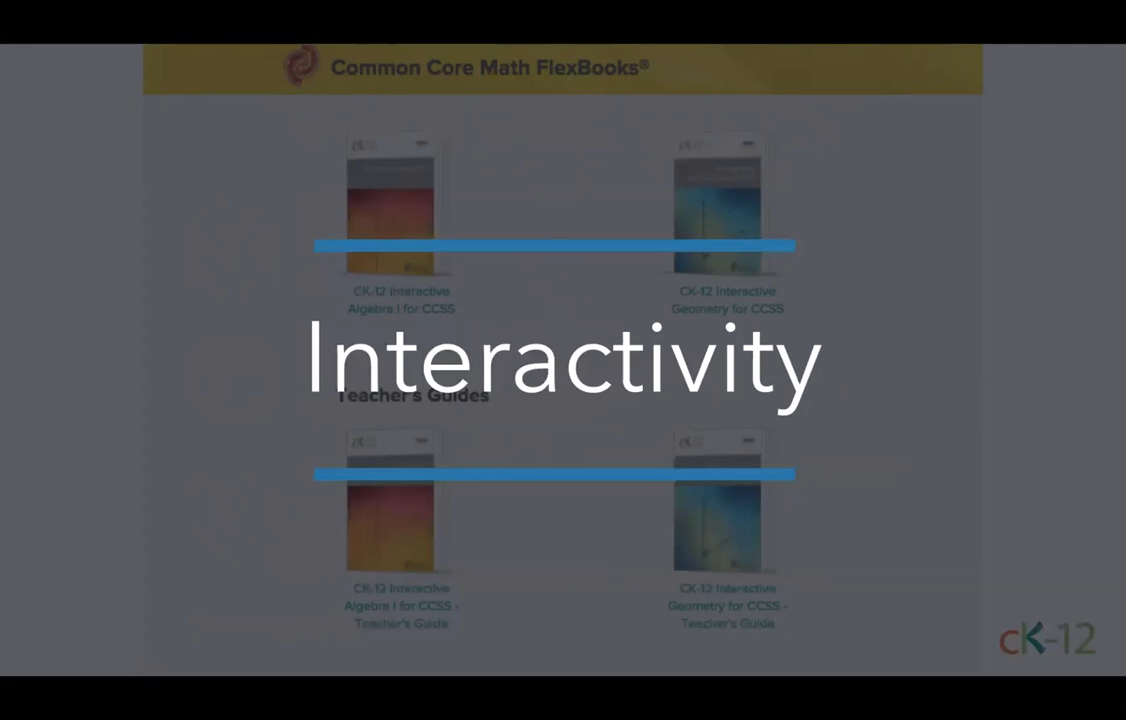 Common Core Math FlexBooks®
CK-12 Interactive
Algebra I for CCSS
CK-12 Interactive
Geometry for CCSS
Interactivity
Teacher's Guides
CK-12 Interactive
Algebra I for CCSS -
Teacher's Guide
CK-12 Interactive
Geometry for CCSS -
Teacher's Guide
cK-12